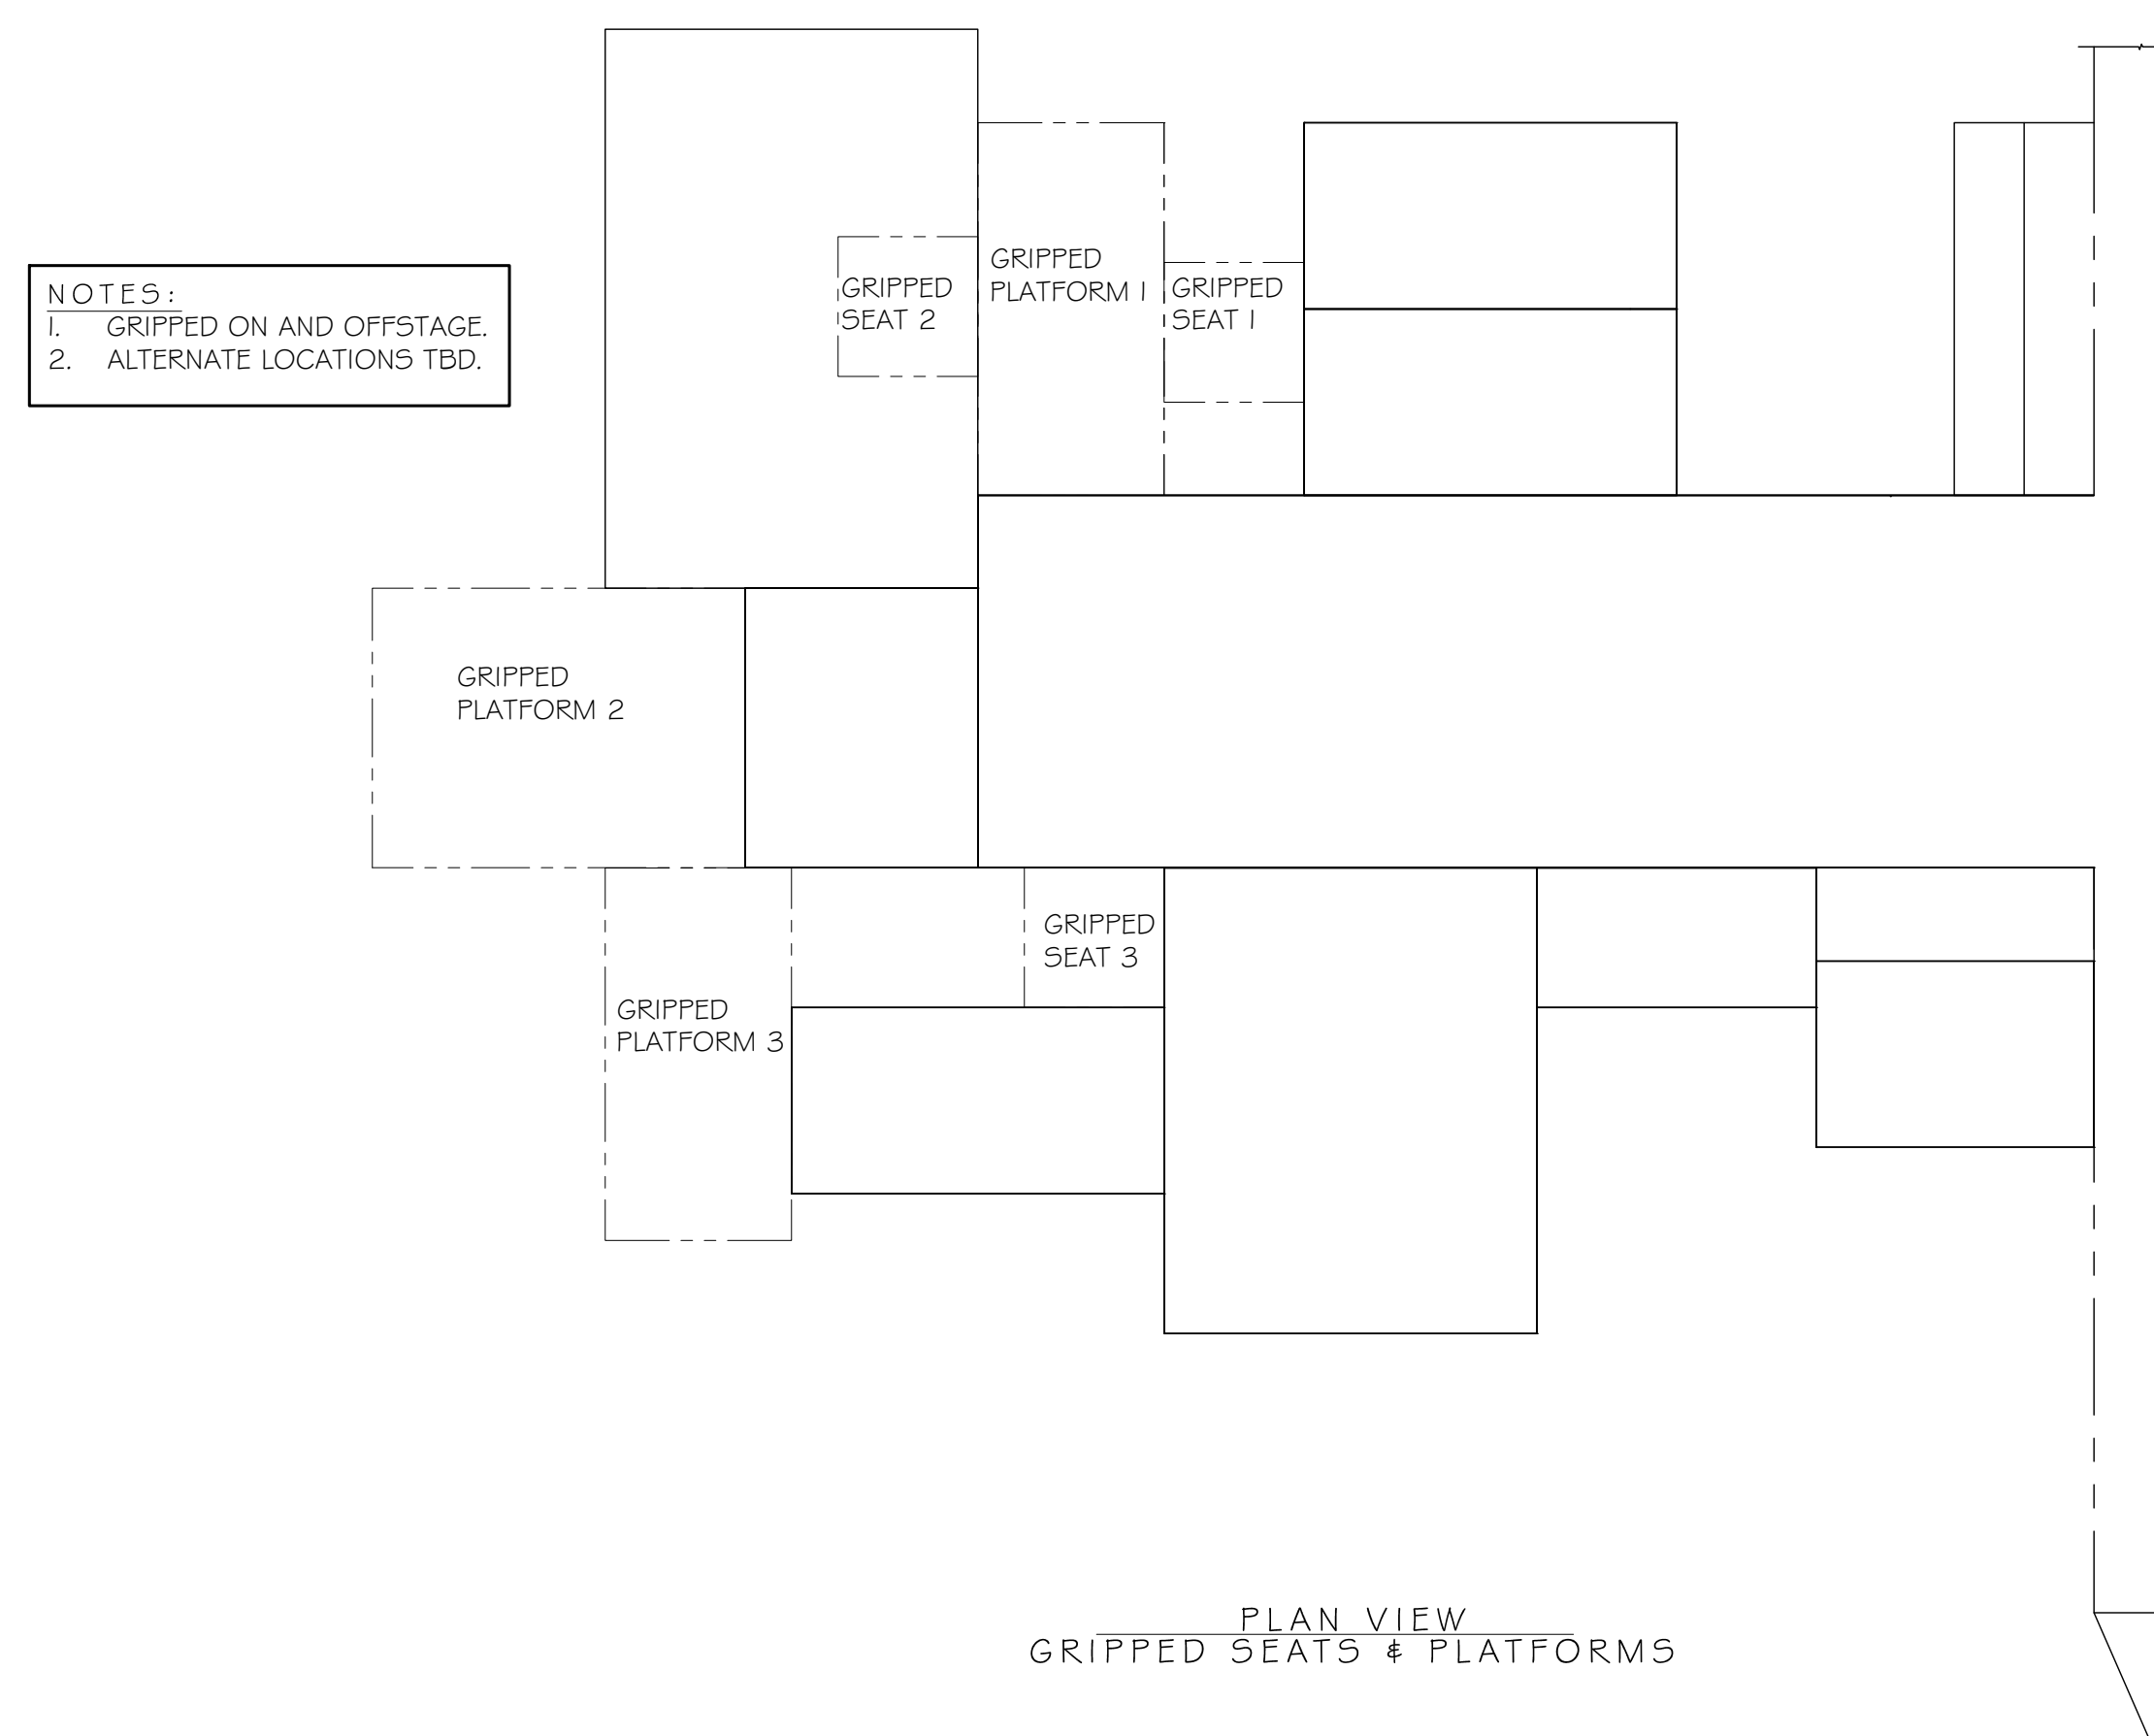 NOTES:
1. GRIPPED ON AND OFFSTAGE.
2. ALTERNATE LOCATIONS TBD.
GRIPPED
SEAT 2
GRIPPED
PLATFORM 1
GRIPPED
SEAT 1
GRIPPED
PLATFORM 2
GRIPPED
SEAT 3
GRIPPED
PLATFORM 3
PLAN VIEW
GRIPPED SEATS & PLATFORMS